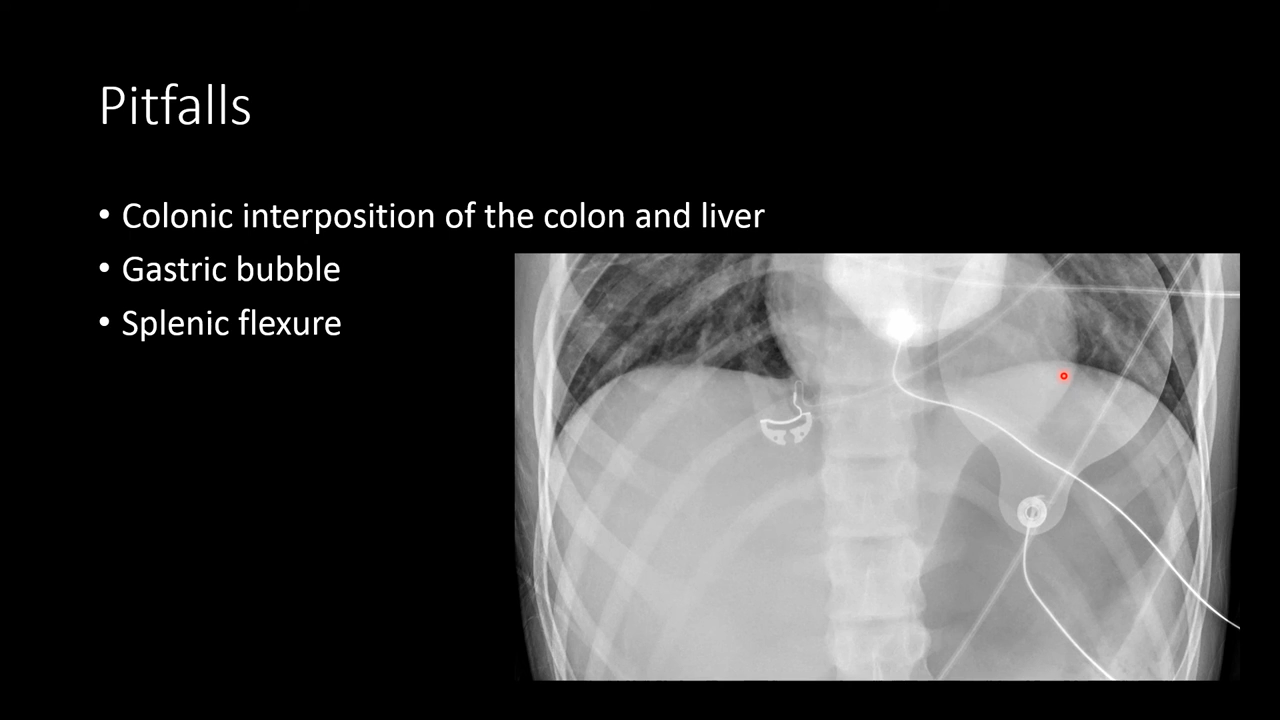 Pitfalls
• Colonic interposition of the colon and liver
• Gastric bubble
• Splenic flexure